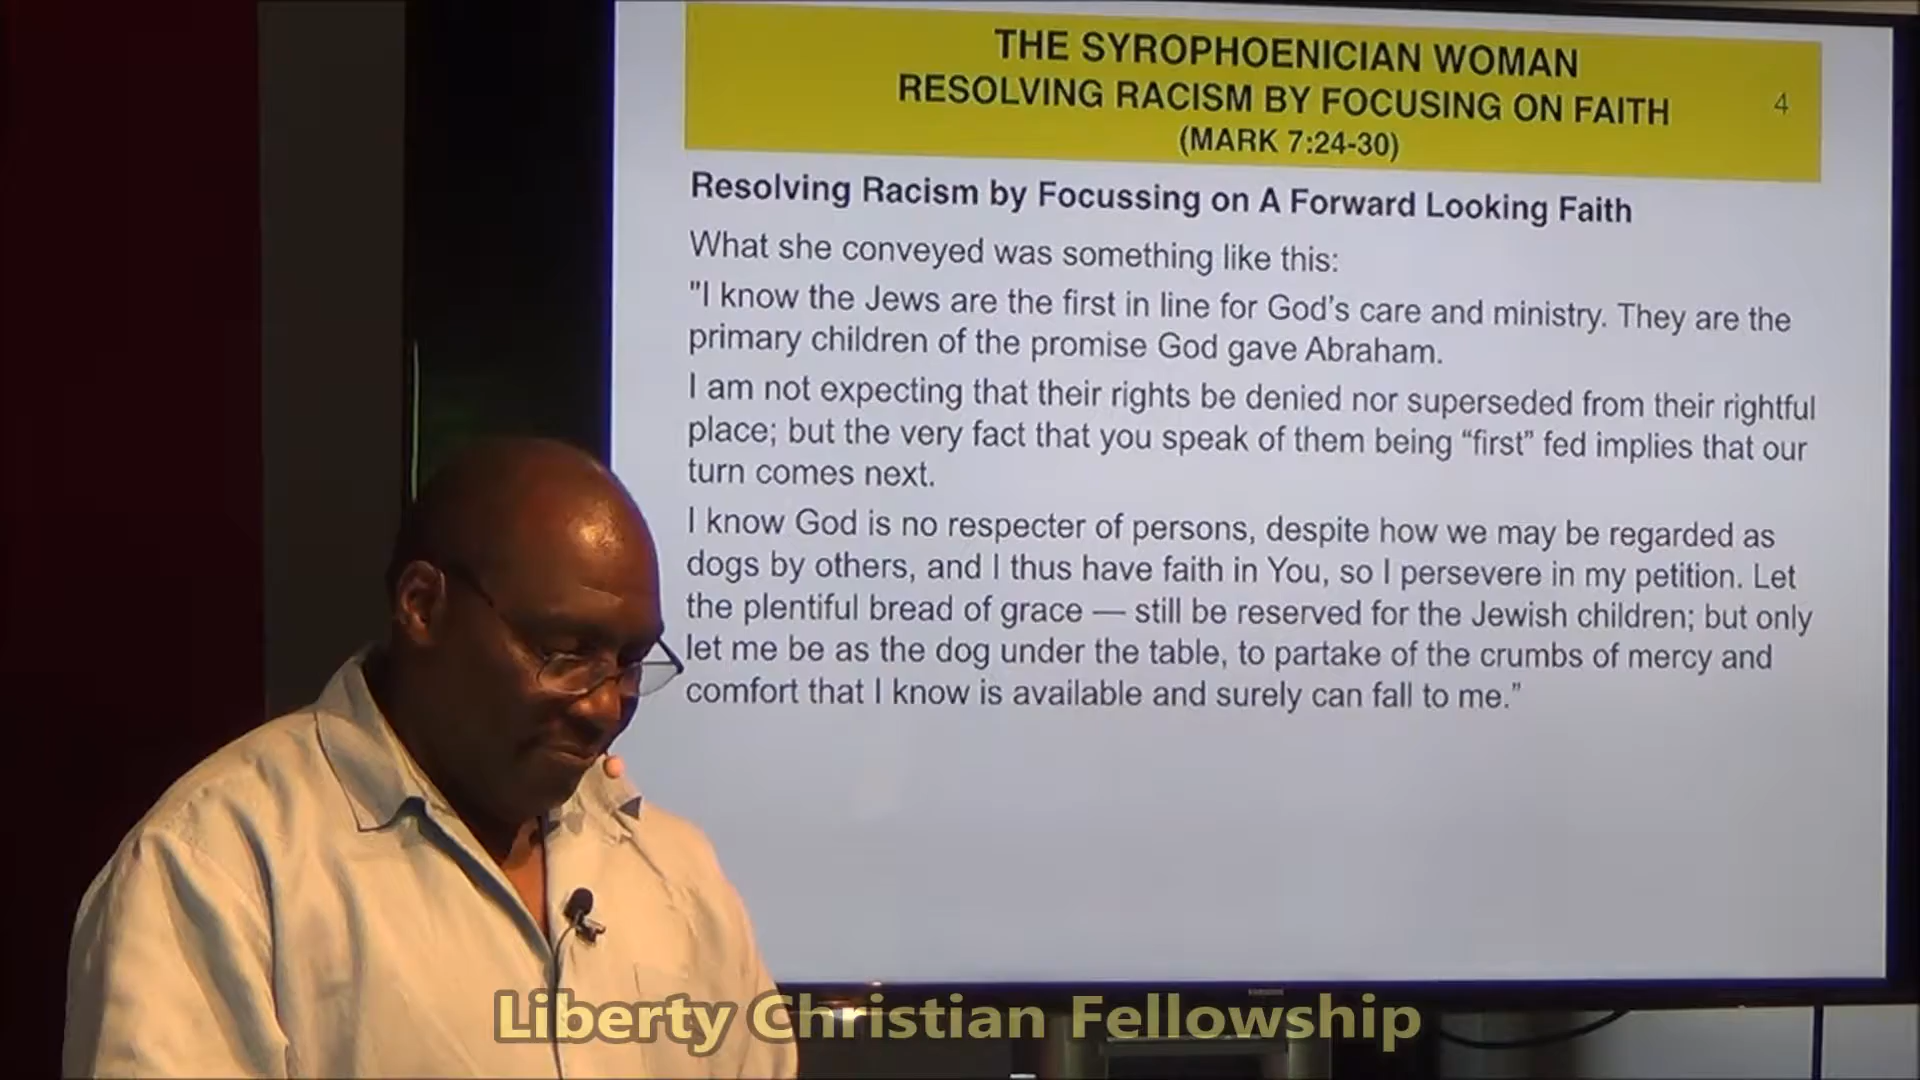 THE SYROPHOENICIAN WOMAN
RESOLVING RACISM BY FOCUSING ON FAITH
4
(MARK 7:24-30)
Resolving Racism by Focussing on A Forward Looking Faith
What she conveyed was something like this:
"I know the Jews are the first in line for God's care and ministry. They are the
primary children of the promise God gave Abraham.
I am not expecting that their rights be denied nor superseded from their rightful
place; but the very fact that you speak of them being “first” fed implies that our
turn comes next.
I know God is no respecter of persons, despite how we may be regarded as
dogs by others, and I thus have faith in You, so I persevere in my petition. Let
the plentiful bread of grace — still be reserved for the Jewish children; but only
let me be as the dog under the table, to partake of the crumbs of mercy and
comfort that I know is available and surely can fall to me.”
Liberty Christian Fellowship